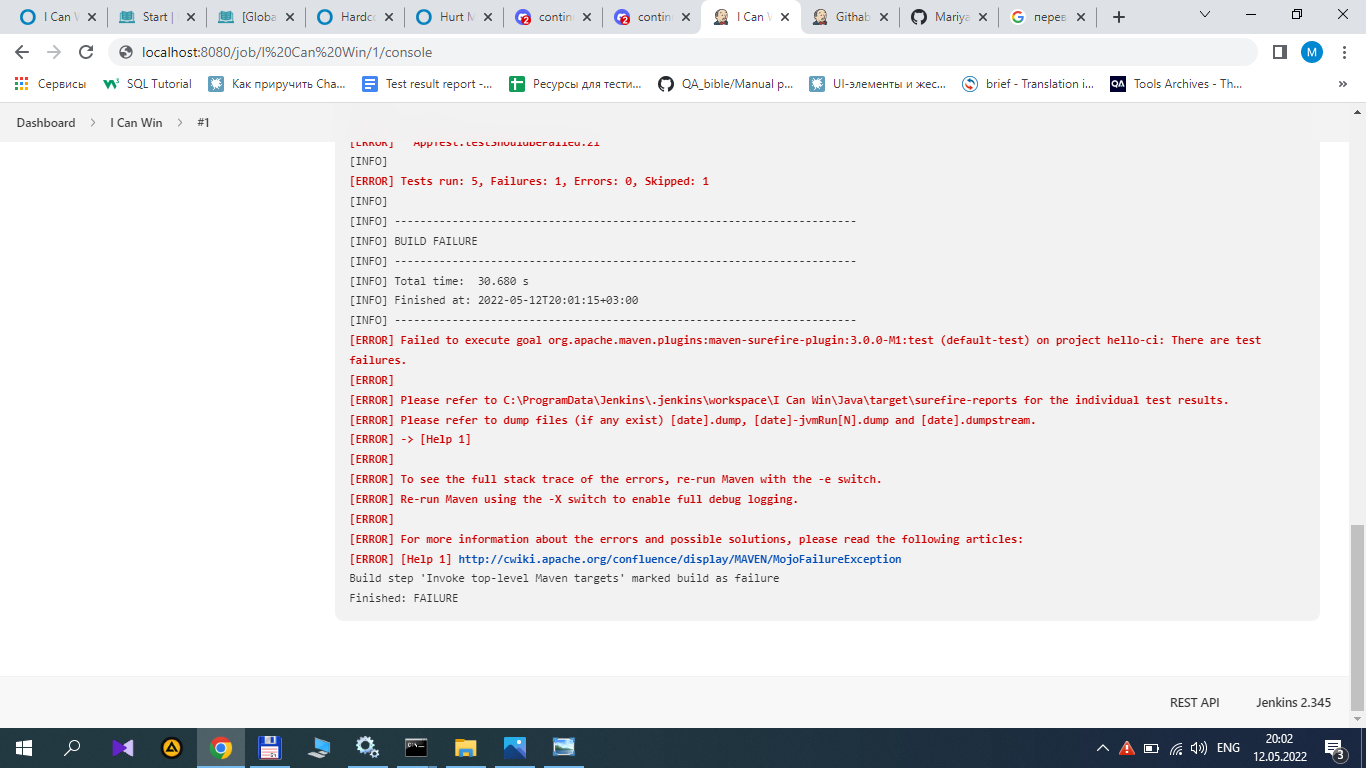 I Can W
Start |
[Globa
Hardc
Hurt M
contin
contin
I Can W
Githab
Mariya
перев
localhost:8080/job/I%20Can%20Win/1/console
M
Сервисы
SQL Tutorial
Как приручить Cha...
Test result report -...
Ресурсы для тести...
QA_bible/Manual p...
UI-элементы и жес...
brief - Translation i...
QA
Tools Archives - Th...
»
Dashboard
I Can Win
#1
[ERROR]   AppTest.testShouldBeFailed:21
[INFO]
[ERROR] Tests run: 5, Failures: 1, Errors: 0, Skipped: 1
[INFO]
[INFO] ------------------------------------------------------------------------
[INFO] BUILD FAILURE
[INFO] ------------------------------------------------------------------------
[INFO] Total time:  30.680 s
[INFO] Finished at: 2022-05-12T20:01:15+03:00
[INFO] ------------------------------------------------------------------------
[ERROR] Failed to execute goal org.apache.maven.plugins:maven-surefire-plugin:3.0.0-M1:test (default-test) on project hello-ci: There are test
failures.
[ERROR]
[ERROR] Please refer to C:\ProgramData\Jenkins\.jenkins\workspace\I Can Win\Java\target\surefire-reports for the individual test results.
[ERROR] Please refer to dump files (if any exist) [date].dump, [date]-jvmRun[N].dump and [date].dumpstream.
[ERROR] -> [Help 1]
[ERROR]
[ERROR] To see the full stack trace of the errors, re-run Maven with the -e switch.
[ERROR] Re-run Maven using the -X switch to enable full debug logging.
[ERROR]
[ERROR] For more information about the errors and possible solutions, please read the following articles:
[ERROR] [Help 1] http://cwiki.apache.org/confluence/display/MAVEN/MojoFailureException
Build step 'Invoke top-level Maven targets' marked build as failure
Finished: FAILURE
REST API
Jenkins 2.345
ENG
20:02
12.05.2022
3